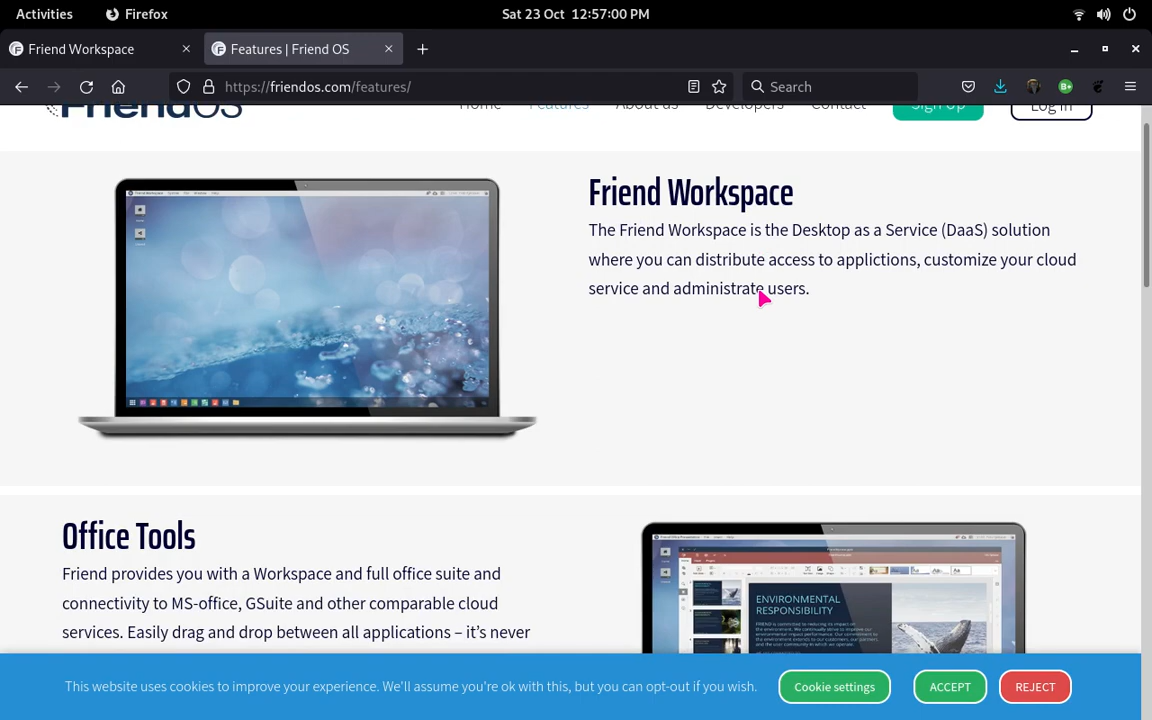 Activities Firefox Sat 23 Oct 12:57:00 PM
Friend Workspace Features | Friend OS
https://friendos.com/features/ Search
FriendOS Home Features About us Developers Contact Sign Up Log in
Friend Workspace
The Friend Workspace is the Desktop as a Service (DaaS) solution
where you can distribute access to applictions, customize your cloud
service and administrate users.
Office Tools
Friend provides you with a Workspace and full office suite and
connectivity to MS-office, GSuite and other comparable cloud
services. Easily drag and drop between all applications – it's never
ENVIRONMENTAL
RESPONSIBILITY
This website uses cookies to improve your experience. We'll assume you're ok with this, but you can opt-out if you wish. Cookie settings ACCEPT REJECT